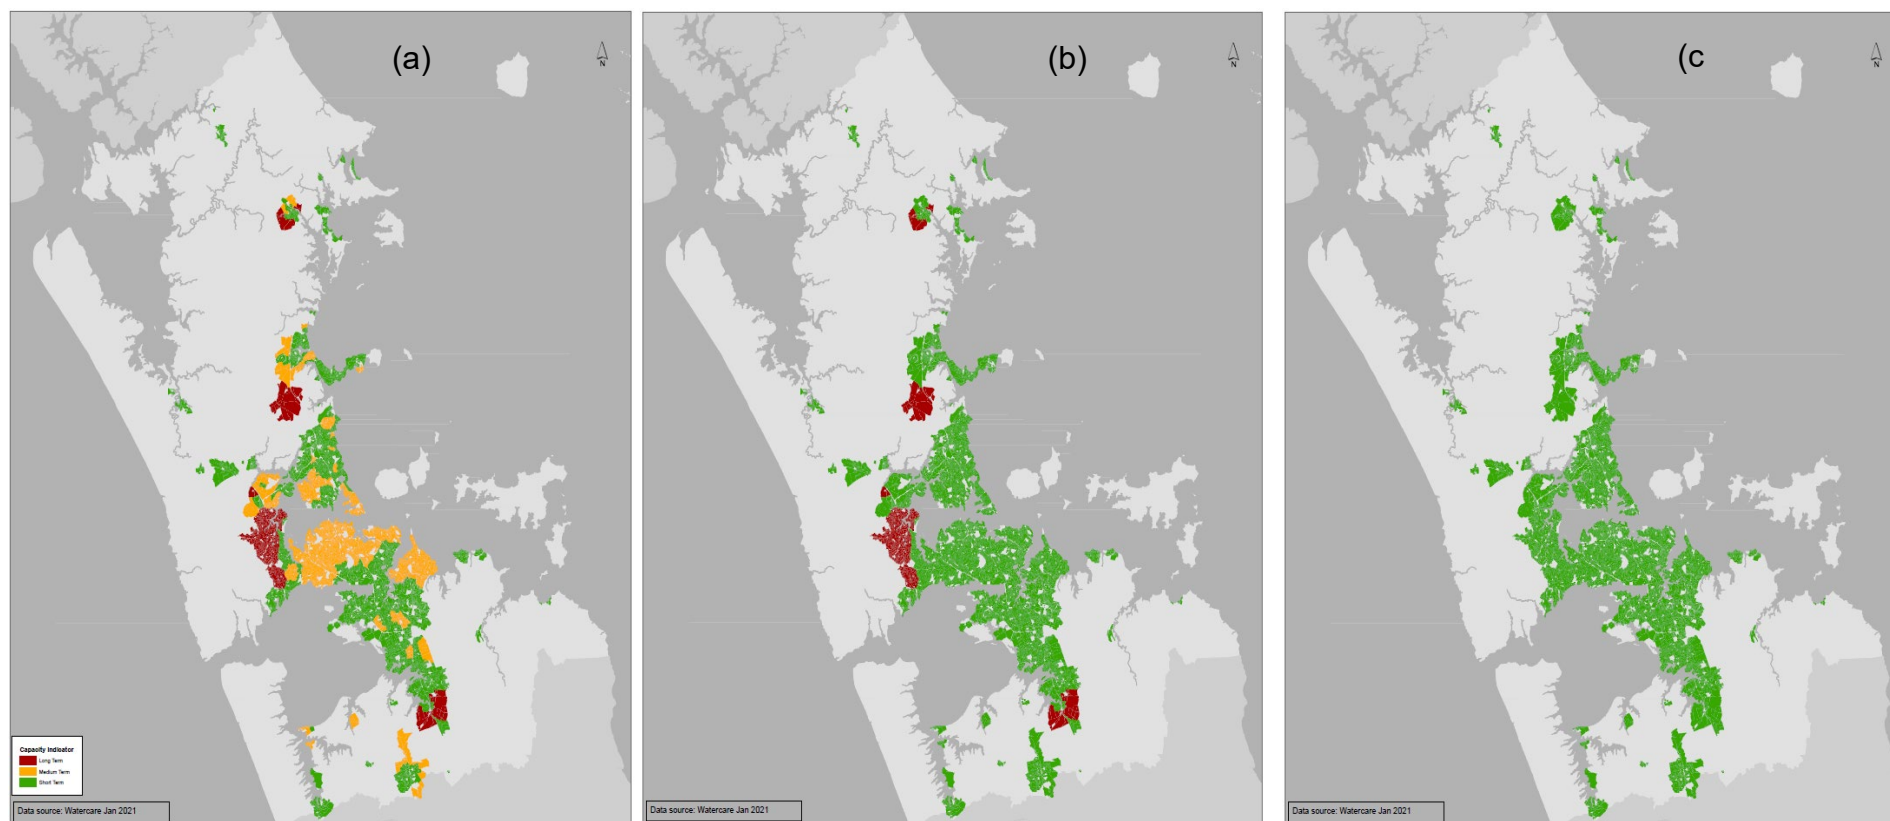 (a)
N
(b)
N
(c
N
Capacity Indicator
Long Term
Medium Term
Short Term
Data source: Watercare Jan 2021
Data source: Watercare Jan 2021
Data source: Watercare Jan 2021